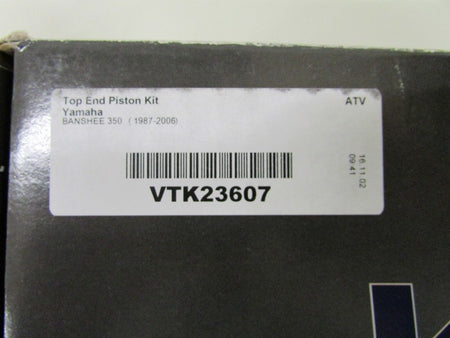 Top End Piston Kit
ATV
Yamaha
BANSHEE 350 (1987-2006)
VTK23607
16.11.02
09:41